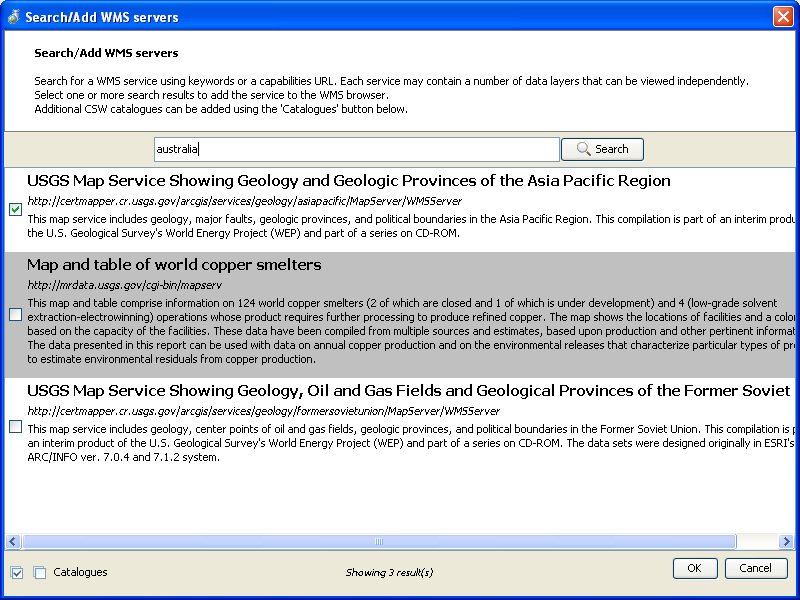 Search/Add WMS servers
Search/Add WMS servers
Search for a WMS service using keywords or a capabilities URL. Each service may contain a number of data layers that can be viewed independently.
Select one or more search results to add the service to the WMS browser.
Additional CSW catalogues can be added using the 'Catalogues' button below.
australia
Search
USGS Map Service Showing Geology and Geologic Provinces of the Asia Pacific Region
http://certmapper.cr.usgs.gov/arcgis/services/geology/asiapacific/MapServer/WMSServer
This map service includes geology, major faults, geologic provinces, and political boundaries in the Asia Pacific Region. This compilation is part of an interim produ
the U.S. Geological Survey's World Energy Project (WEP) and part of a series on CD-ROM.
Map and table of world copper smelters
http://mrdata.usgs.gov/cgi-bin/mapserv
This map and table comprise information on 124 world copper smelters (2 of which are closed and 1 of which is under development) and 4 (low-grade solvent
extraction-electrowinning) operations whose product requires further processing to produce refined copper. The map shows the locations of facilities and a color
based on the capacity of the facilities. These data have been compiled from multiple sources and estimates, based upon production and other pertinent informat
The data presented in this report can be used with data on annual copper production and on the environmental releases that characterize particular types of pr
to estimate environmental residuals from copper production.
USGS Map Service Showing Geology, Oil and Gas Fields and Geological Provinces of the Former Soviet
http://certmapper.cr.usgs.gov/arcgis/services/geology/formersovietunion/MapServer/WMSServer
This map service includes geology, center points of oil and gas fields, geologic provinces, and political boundaries in the Former Soviet Union. This compilation is p
an interim product of the U.S. Geological Survey's World Energy Project (WEP) and part of a series on CD-ROM. The data sets were designed originally in ESRI's
ARC/INFO ver. 7.0.4 and 7.1.2 system.
Catalogues
Showing 3 result(s)
OK
Cancel